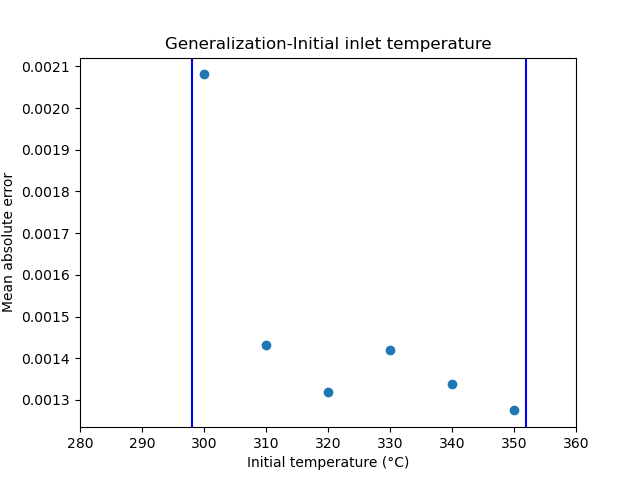 Generalization-Initial inlet temperature
Mean absolute error
0.0021
0.0020
0.0019
0.0018
0.0017
0.0016
0.0015
0.0014
0.0013
280 290 300 310 320 330 340 350 360
Initial temperature (°C)